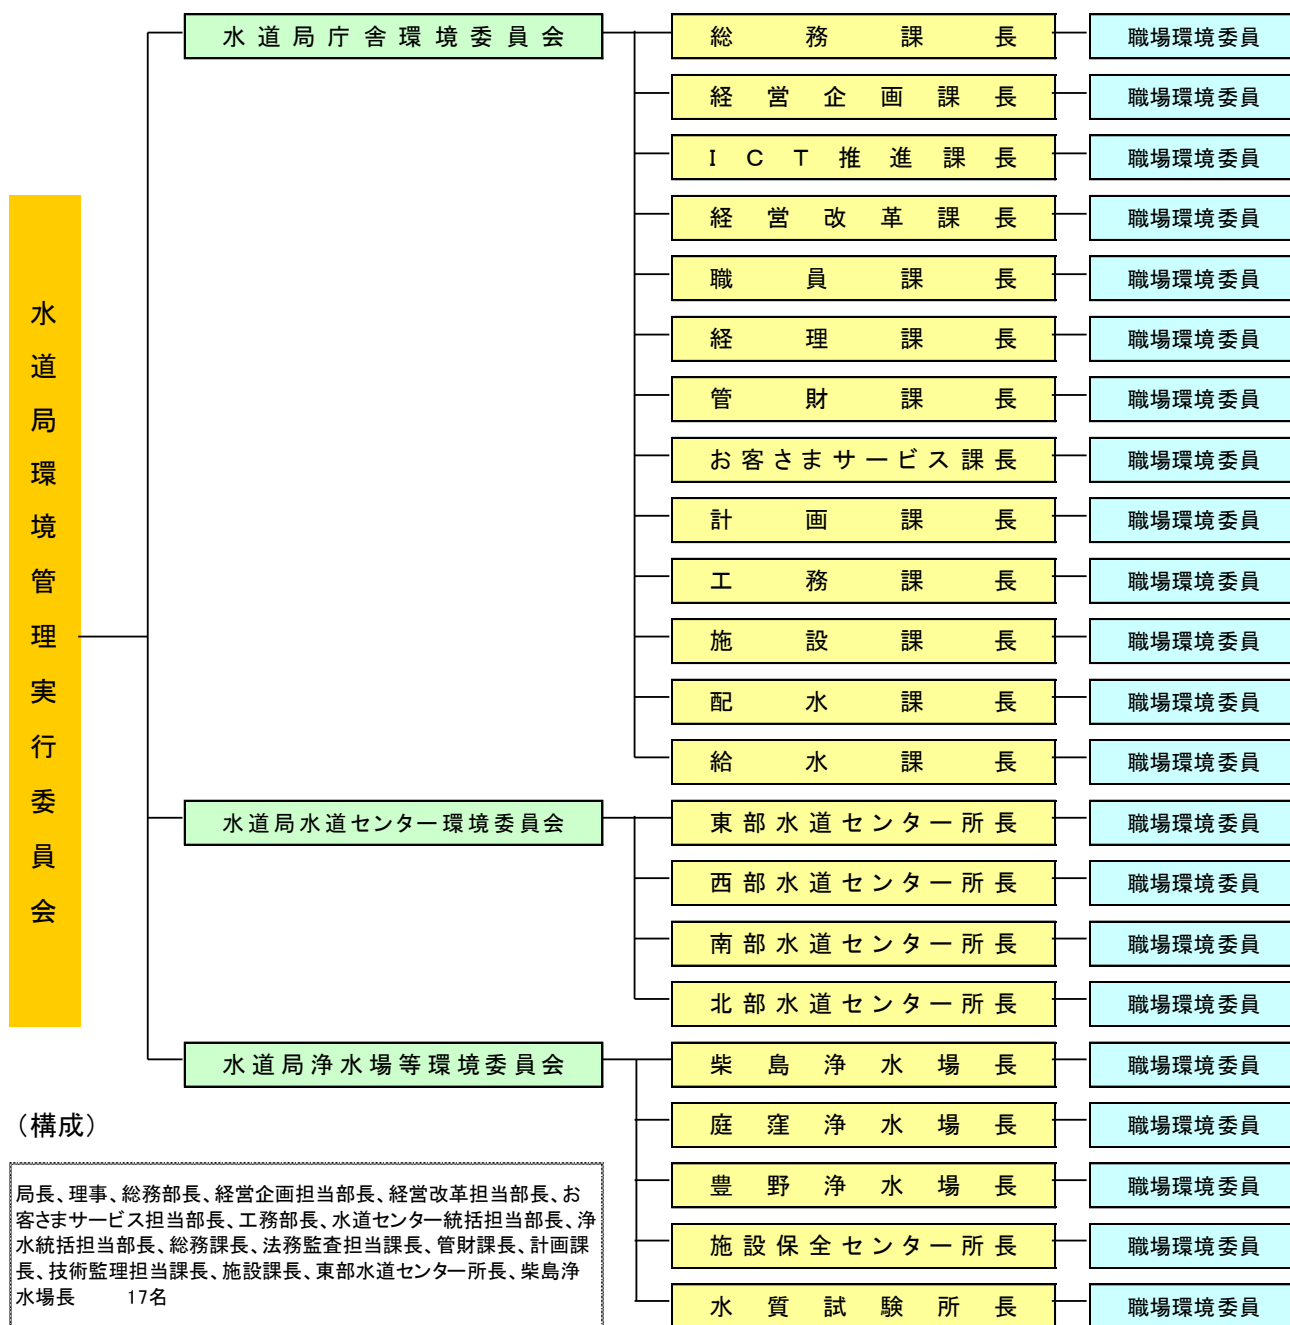 水道局環境管理実行委員会
水道局庁舎環境委員会
総務課長 職場環境委員
経営企画課長 職場環境委員
ICT推進課長 職場環境委員
経営改革課長 職場環境委員
職員課長 職場環境委員
経理課長 職場環境委員
管財課長 職場環境委員
お客さまサービス課長 職場環境委員
計画課長 職場環境委員
工務課長 職場環境委員
施設課長 職場環境委員
配水課長 職場環境委員
給水課長 職場環境委員
水道局水道センター環境委員会
東部水道センター所長 職場環境委員
西部水道センター所長 職場環境委員
南部水道センター所長 職場環境委員
北部水道センター所長 職場環境委員
水道局浄水場等環境委員会
柴島浄水場長 職場環境委員
庭窪浄水場長 職場環境委員
豊野浄水場長 職場環境委員
施設保全センター所長 職場環境委員
水質試験所長 職場環境委員
（構成）
局長、理事、総務部長、経営企画担当部長、経営改革担当部長、お
客さまサービス担当部長、工務部長、水道センター統括担当部長、浄
水統括担当部長、総務課長、法務監査担当課長、管財課長、計画課
長、技術監理担当課長、施設課長、東部水道センター所長、柴島浄
水場長　　17名